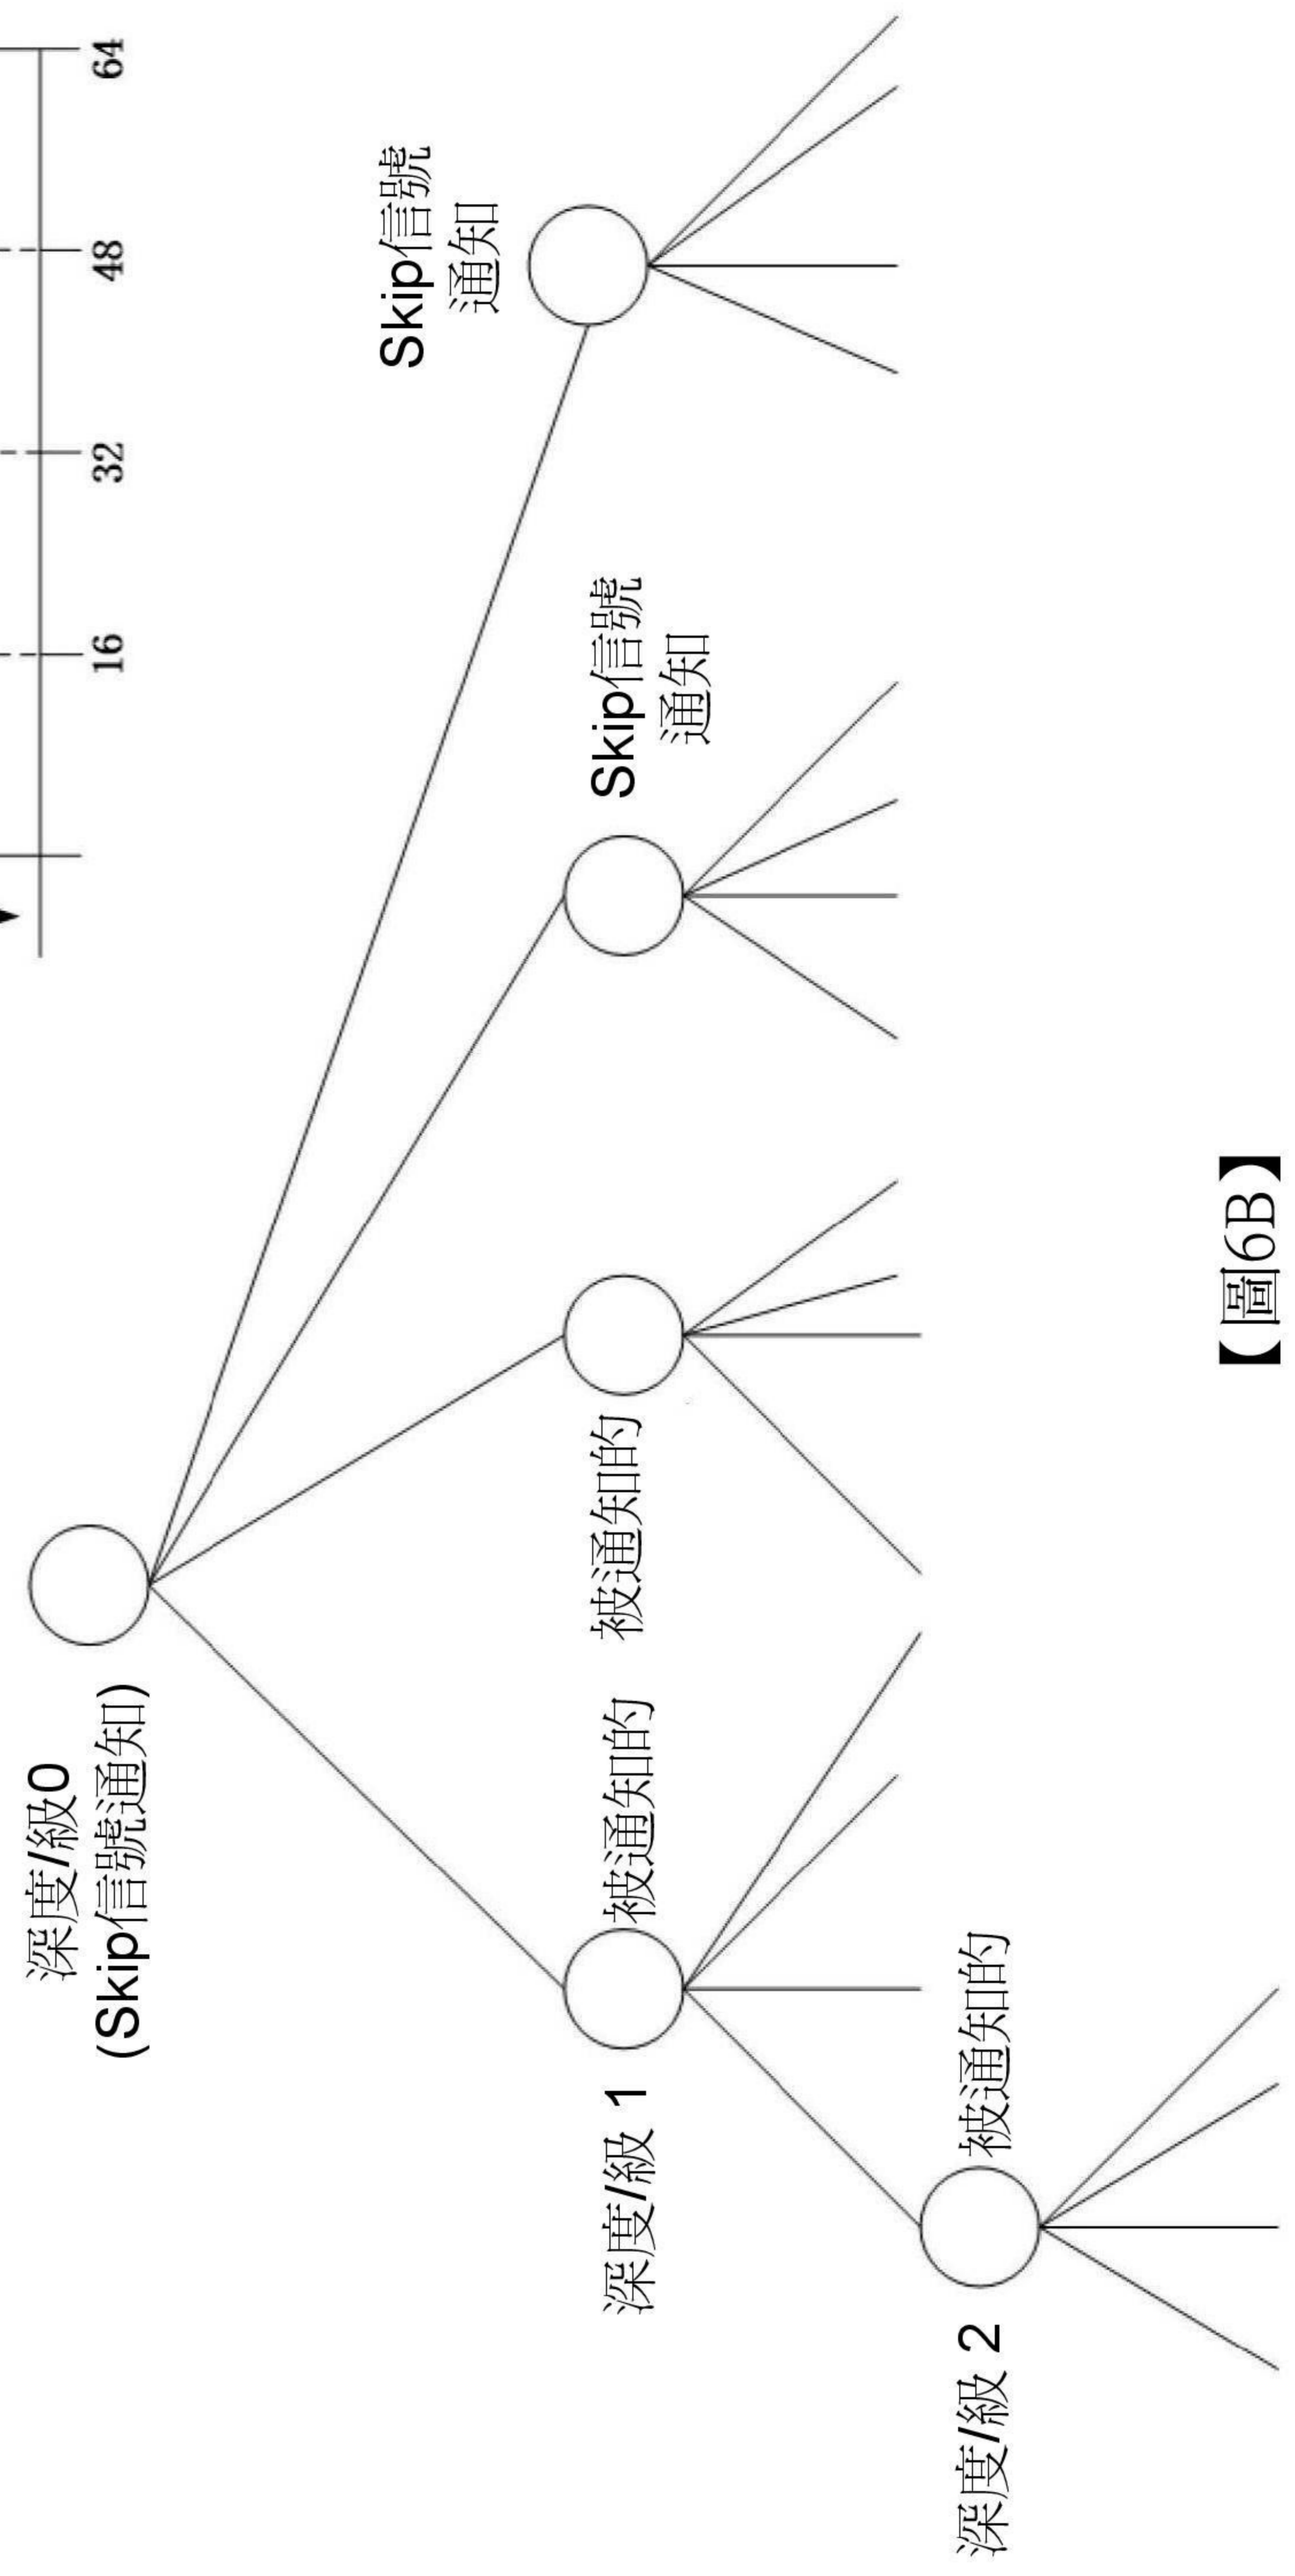 64
48
32
16
深度/級0
(Skip信號通知)
Skip信號
通知
Skip信號
通知
被通知的
被通知的
深度/級 1
被通知的
深度/級 2
【圖6B】